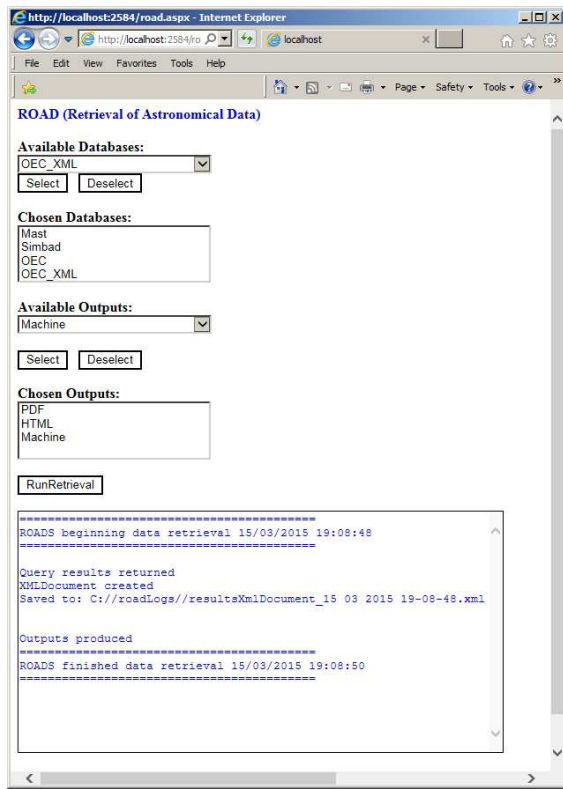 http://localhost:2584/road.aspx - Internet Explorer
http://localhost:2584/ro
localhost
File Edit View Favorites Tools Help
Page Safety Tools
ROAD (Retrieval of Astronomical Data)
Available Databases:
OEC_XML
Select Deselect
Chosen Databases:
Mast
Simbad
OEC
OEC_XML
Available Outputs:
Machine
Select Deselect
Chosen Outputs:
PDF
HTML
Machine
RunRetrieval
==========================================
ROADS beginning data retrieval 15/03/2015 19:08:48
==========================================
Query results returned
XMLDocument created
Saved to: C://roadLogs//resultsXmlDocument_15 03 2015 19-08-48.xml
Outputs produced
==========================================
ROADS finished data retrieval 15/03/2015 19:08:50
==========================================